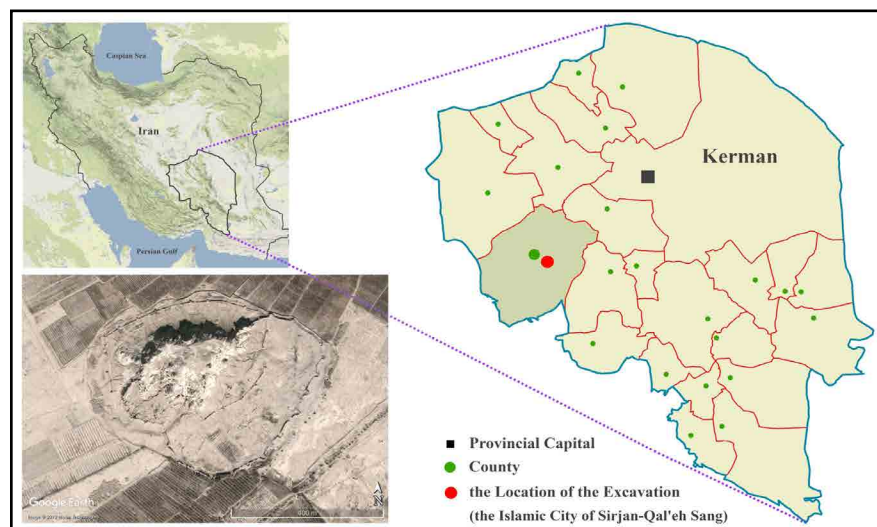 Caspian Sea
Iran
Persian Gulf
Kerman
Google Earth
400 m
N
Provincial Capital
County
the Location of the Excavation
(the Islamic City of Sirjan-Qal'eh Sang)